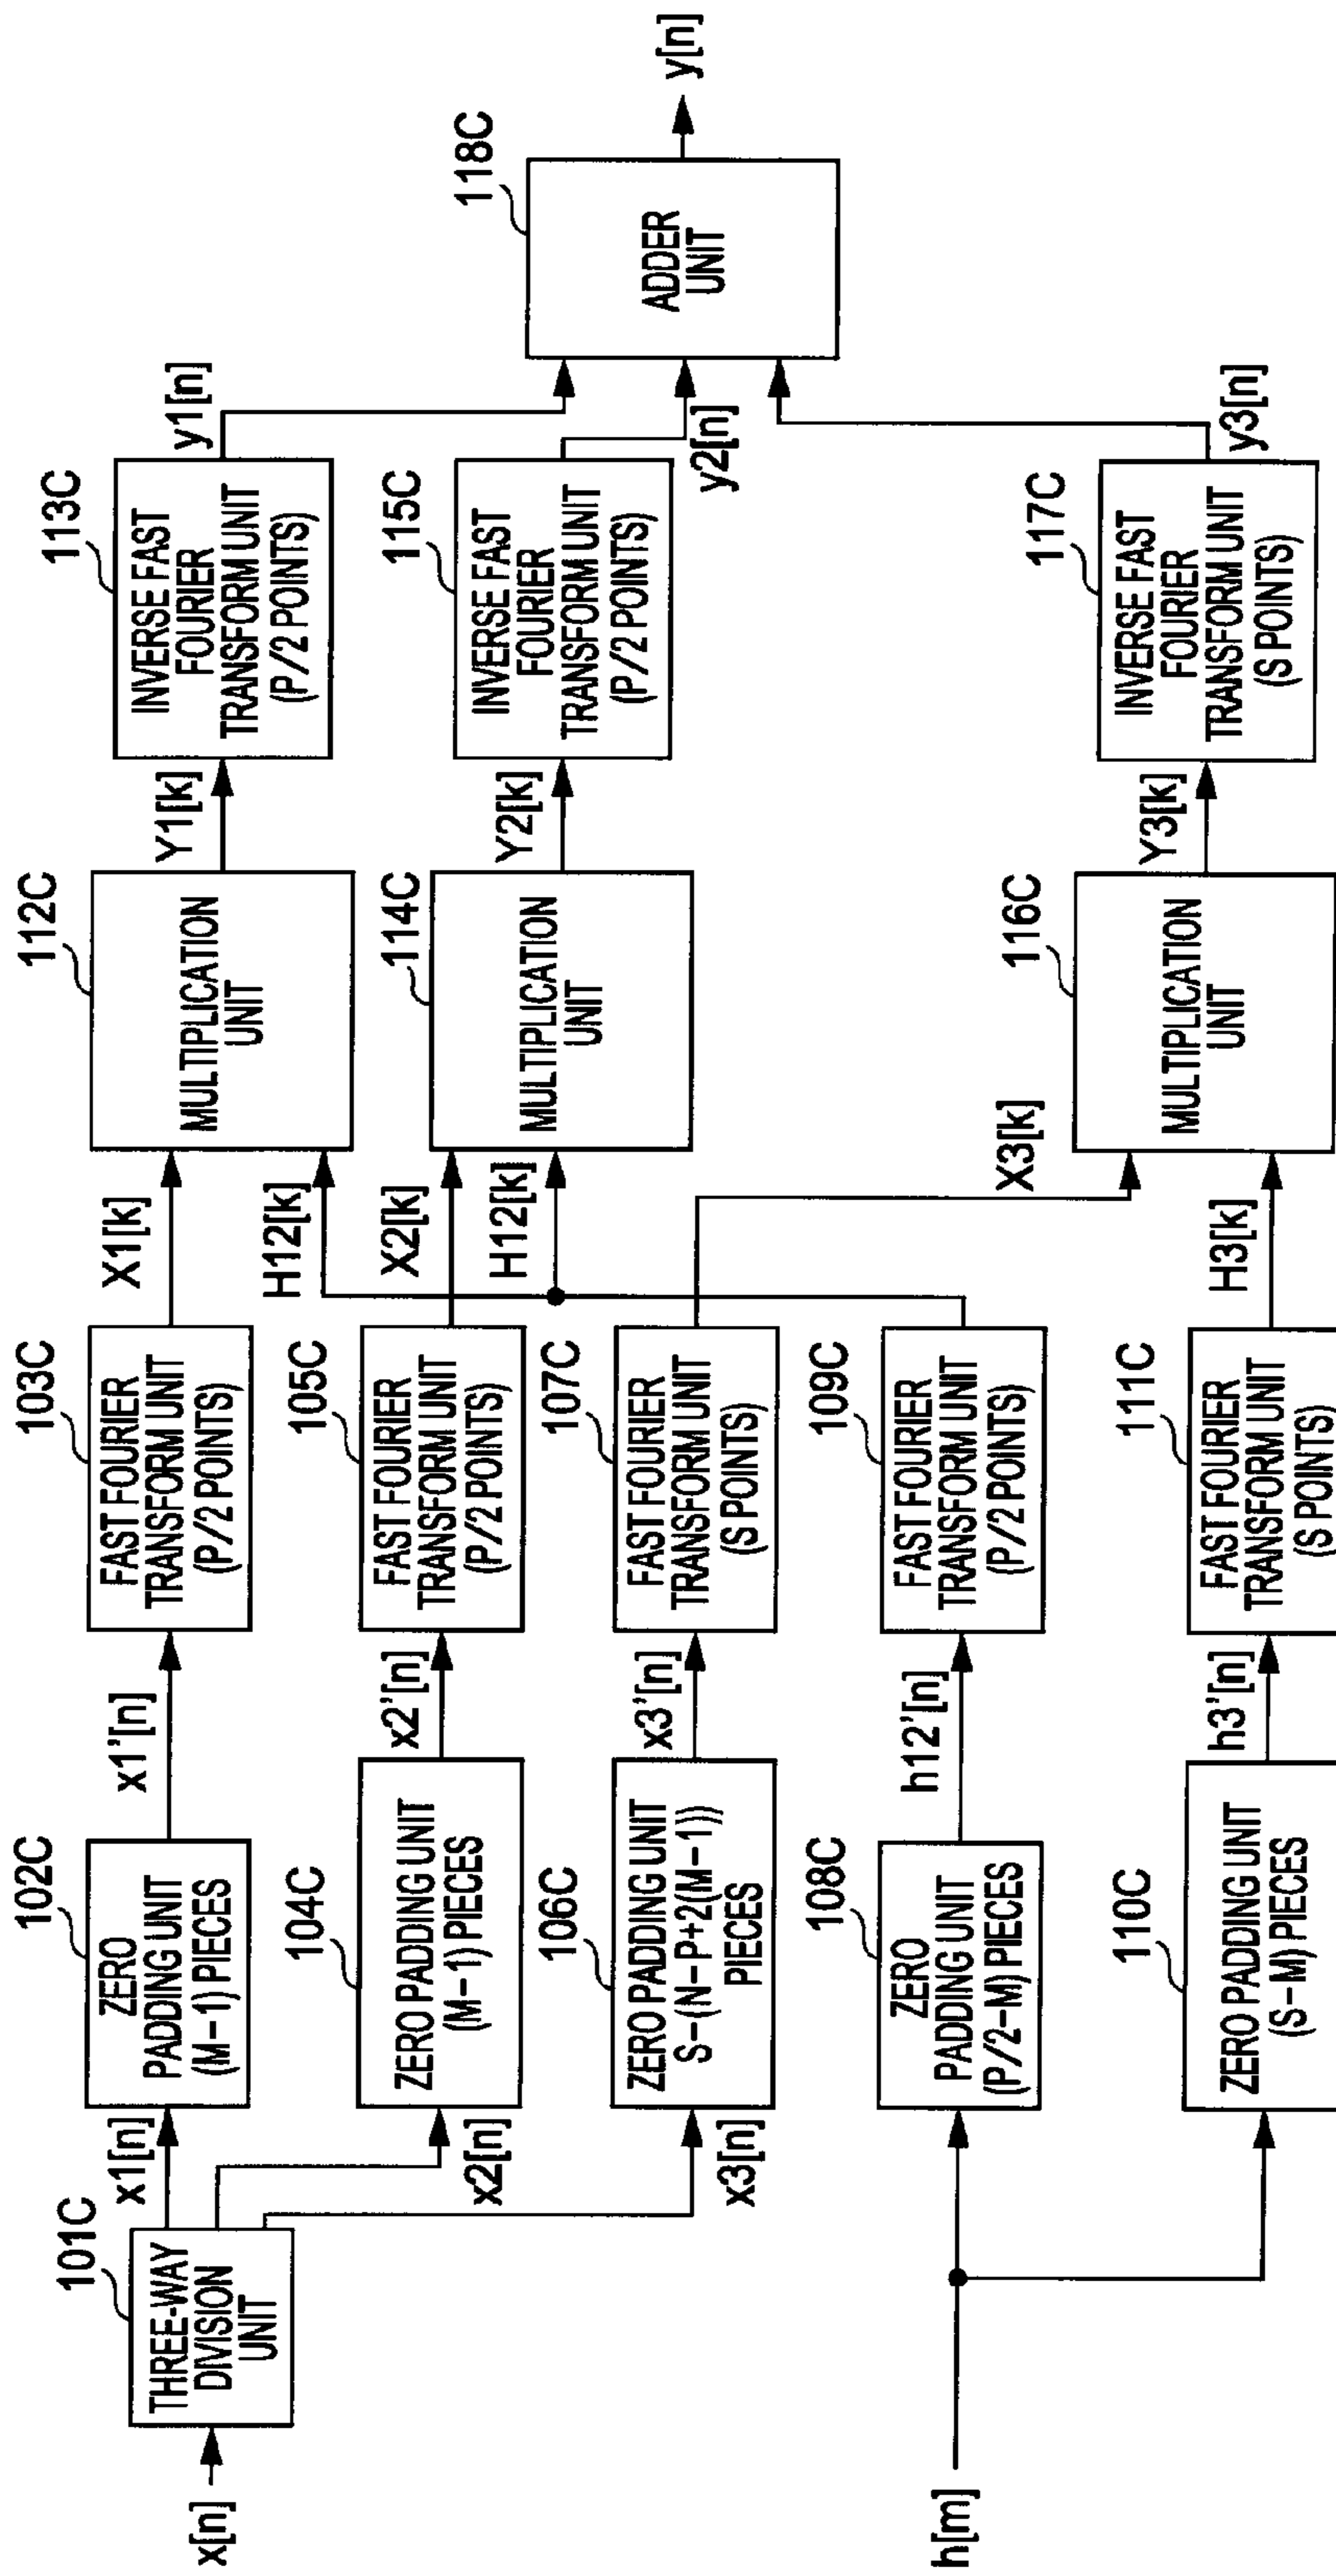 x[n]
101C
THREE-WAY
DIVISION
UNIT
x1[n]
x2[n]
x3[n]
102C
ZERO
PADDING UNIT
(M-1) PIECES
x1'[n]
103C
FAST FOURIER
TRANSFORM UNIT
(P/2 POINTS)
X1[k]
H12[k]
112C
MULTIPLICATION
UNIT
Y1[k]
113C
INVERSE FAST
FOURIER
TRANSFORM UNIT
(P/2 POINTS)
y1[n]
104C
ZERO PADDING UNIT
(M-1) PIECES
x2'[n]
105C
FAST FOURIER
TRANSFORM UNIT
(P/2 POINTS)
X2[k]
H12[k]
114C
MULTIPLICATION
UNIT
Y2[k]
115C
INVERSE FAST
FOURIER
TRANSFORM UNIT
(P/2 POINTS)
y2[n]
118C
ADDER
UNIT
y[n]
106C
ZERO PADDING UNIT
S-(N-P+2(M-1))
PIECES
x3'[n]
107C
FAST FOURIER
TRANSFORM UNIT
(S POINTS)
X3[k]
h[m]
108C
ZERO
PADDING UNIT
(P/2-M) PIECES
h12'[n]
109C
FAST FOURIER
TRANSFORM UNIT
(P/2 POINTS)
110C
ZERO PADDING UNIT
(S-M) PIECES
h3'[n]
111C
FAST FOURIER
TRANSFORM UNIT
(S POINTS)
H3[k]
116C
MULTIPLICATION
UNIT
Y3[k]
117C
INVERSE FAST
FOURIER
TRANSFORM UNIT
(S POINTS)
y3[n]